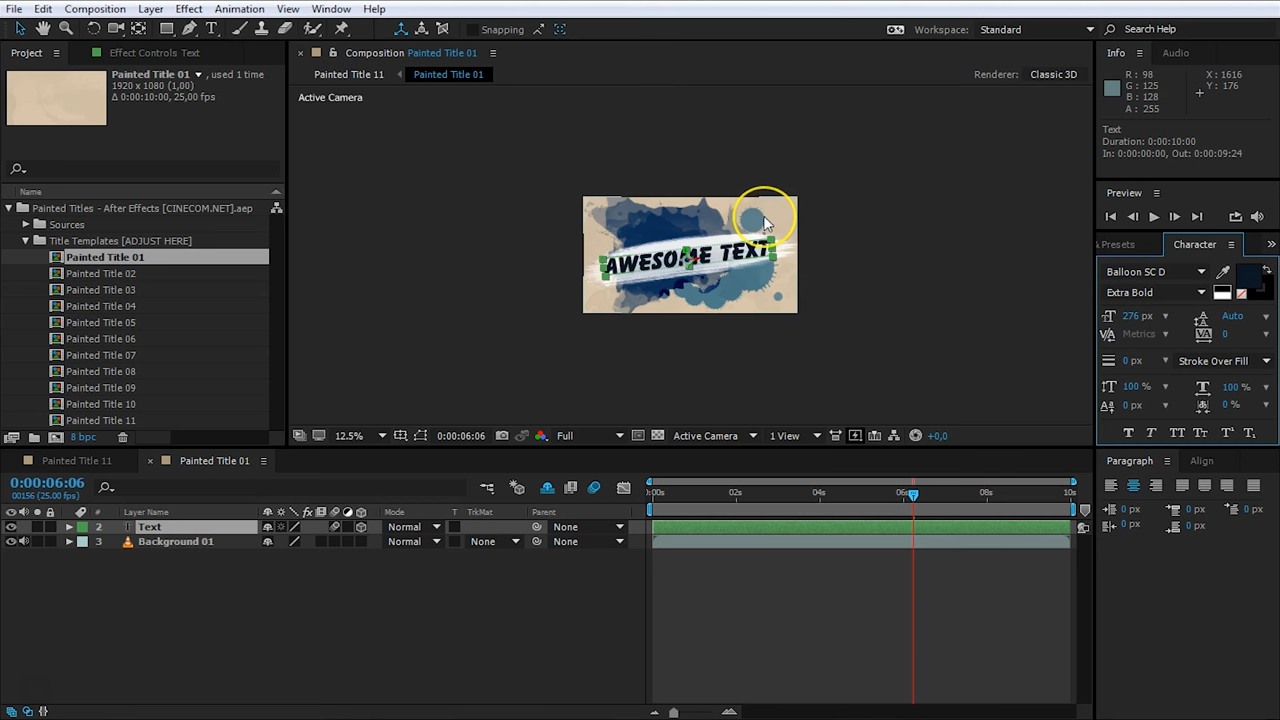 File Edit Composition Layer Effect Animation View Window Help
Snapping Workspace: Standard Search Help
Project Effect Controls Text Composition Painted Title 01 Info Audio
Painted Title 01 , used 1 time
1920 x 1080 (1,00)
Δ 0:00:10:00, 25,00 fps
Painted Title 11 Painted Title 01 Renderer: Classic 3D
Active Camera
R : 98
G : 125
B : 128
A : 255
X : 1616
Y : 176
Text
Duration: 0:00:10:00
In: 0:00:00:00, Out: 0:00:09:24
Name
Painted Titles - After Effects [CINECOM.NET].aep
Sources
Title Templates [ADJUST HERE]
Painted Title 01
Painted Title 02
Painted Title 03
Painted Title 04
Painted Title 05
Painted Title 06
Painted Title 07
Painted Title 08
Painted Title 09
Painted Title 10
Painted Title 11
8 bpc
AWESOME TEXT
12.5% 0:00:06:06 Full Active Camera 1 View +0,0
Preview
Presets Character
Balloon SC D
Extra Bold
276 px Auto
Metrics 0
0 px Stroke Over Fill
100 % 100 %
0 px 0 %
T T TT TT T¹ T₁
Painted Title 11 Painted Title 01
0:00:06:06
00156 (25.00 fps)
:00s 02s 04s 06s 08s 10s
# Layer Name Mode T TrkMat Parent
2 T Text Normal None
3 Background 01 Normal None None
Paragraph Align
0 px 0 px 0 px
0 px 0 px